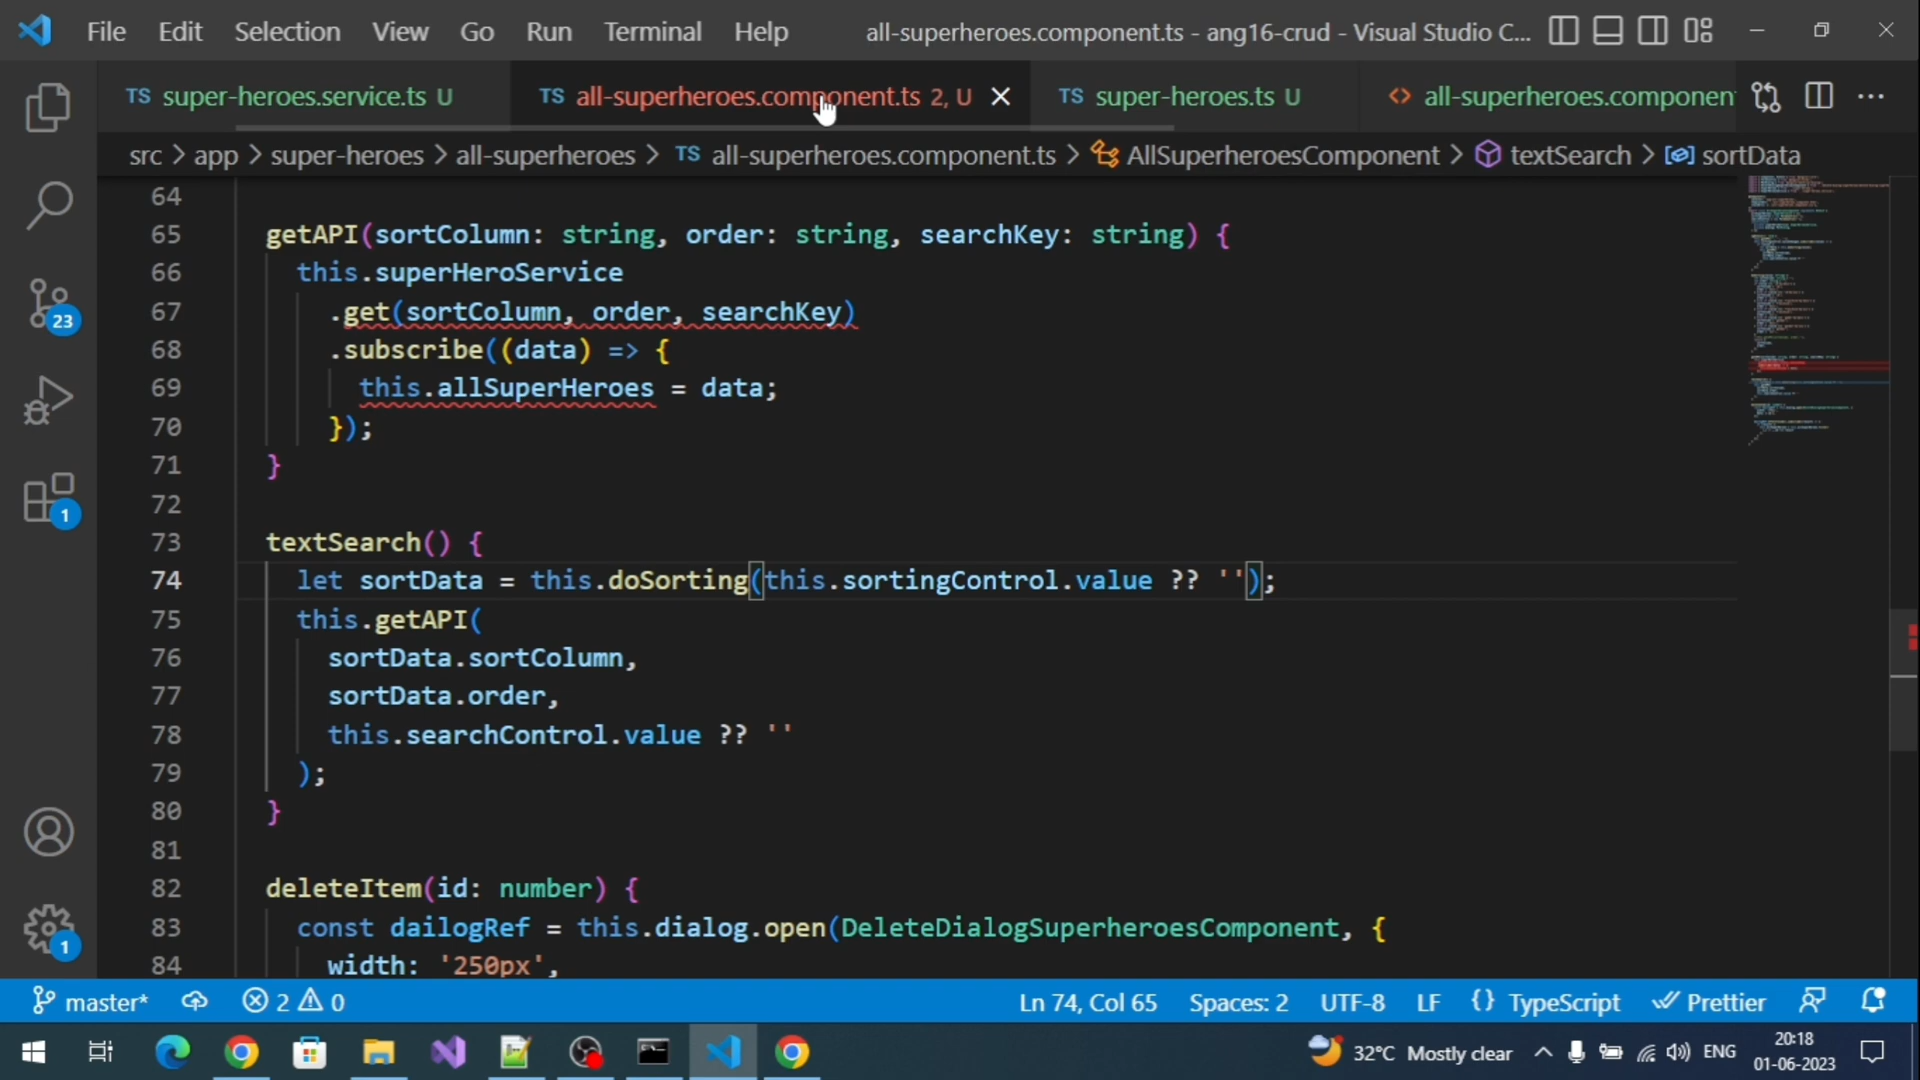 File Edit Selection View Go Run Terminal Help all-superheroes.component.ts - ang16-crud - Visual Studio C...
TS super-heroes.service.ts U TS all-superheroes.component.ts 2, U TS super-heroes.ts U <> all-superheroes.componen
src > app > super-heroes > all-superheroes > TS all-superheroes.component.ts > AllSuperheroesComponent > textSearch > sortData
64
65 getAPI(sortColumn: string, order: string, searchKey: string) {
66 this.superHeroService
67 .get(sortColumn, order, searchKey)
68 .subscribe((data) => {
69 this.allSuperHeroes = data;
70 });
71 }
72
73 textSearch() {
74 let sortData = this.doSorting(this.sortingControl.value ?? '');
75 this.getAPI(
76 sortData.sortColumn,
77 sortData.order,
78 this.searchControl.value ?? ''
79 );
80 }
81
82 deleteItem(id: number) {
83 const dailogRef = this.dialog.open(DeleteDialogSuperheroesComponent, {
84 width: '250px',
23
1
1
master* 2 0 Ln 74, Col 65 Spaces: 2 UTF-8 LF {} TypeScript Prettier
32°C Mostly clear ENG 20:18
01-06-2023